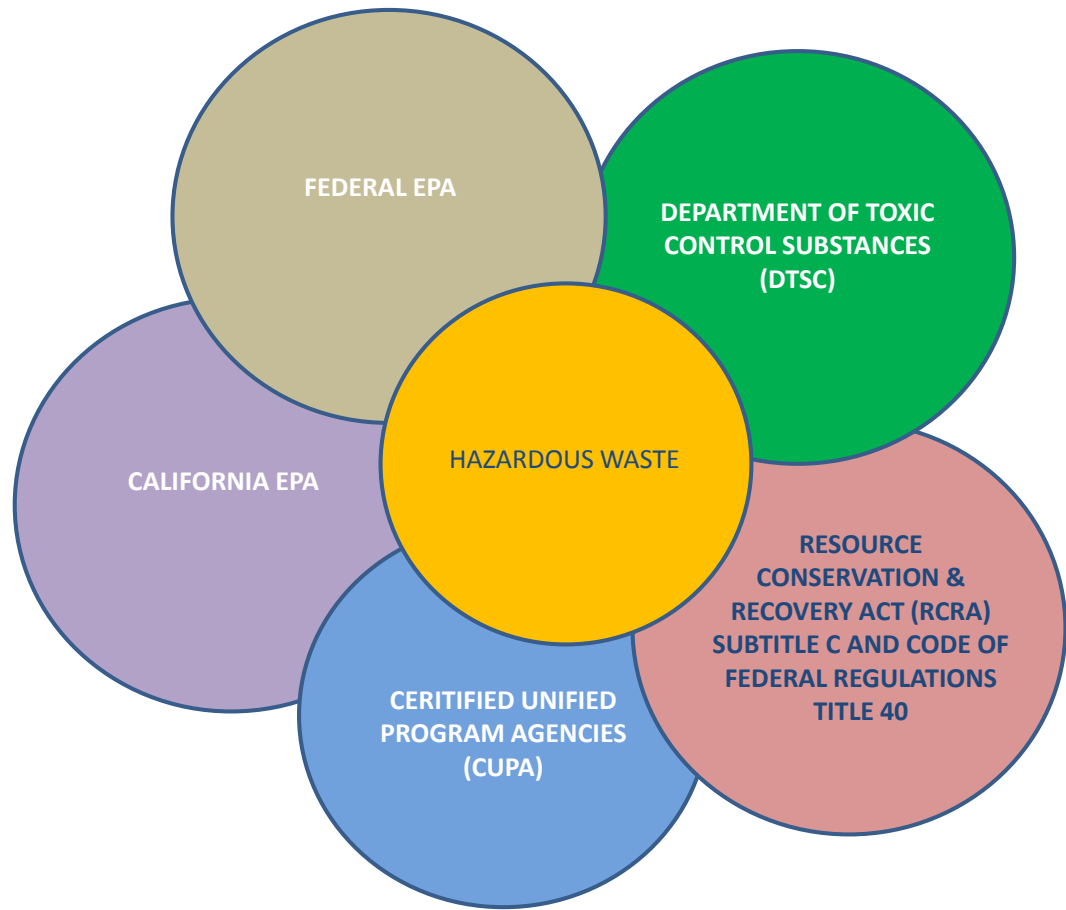 FEDERAL EPA
DEPARTMENT OF TOXIC
CONTROL SUBSTANCES
(DTSC)
HAZARDOUS WASTE
CALIFORNIA EPA
RESOURCE
CONSERVATION &
RECOVERY ACT (RCRA)
SUBTITLE C AND CODE OF
FEDERAL REGULATIONS
TITLE 40
CERITIFIED UNIFIED
PROGRAM AGENCIES
(CUPA)